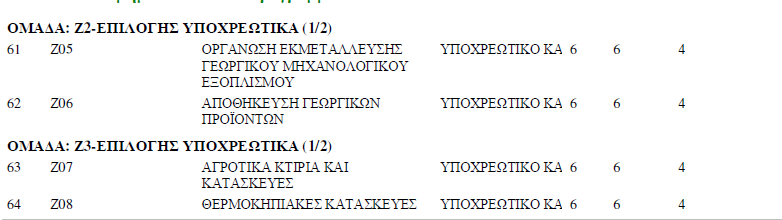 ΟΜΑΔΑ: Ζ2-ΕΠΙΛΟΓΗΣ ΥΠΟΧΡΕΩΤΙΚΑ (1/2)
61 Ζ05 ΟΡΓΑΝΩΣΗ ΕΚΜΕΤΑΛΛΕΥΣΗΣ ΥΠΟΧΡΕΩΤΙΚΟ ΚΑ 6 6 4
ΓΕΩΡΓΙΚΟΥ ΜΗΧΑΝΟΛΟΓΙΚΟΥ
ΕΞΟΠΛΙΣΜΟΥ
62 Ζ06 ΑΠΟΘΗΚΕΥΣΗ ΓΕΩΡΓΙΚΩΝ ΥΠΟΧΡΕΩΤΙΚΟ ΚΑ 6 6 4
ΠΡΟΪΟΝΤΩΝ
ΟΜΑΔΑ: Ζ3-ΕΠΙΛΟΓΗΣ ΥΠΟΧΡΕΩΤΙΚΑ (1/2)
63 Ζ07 ΑΓΡΟΤΙΚΑ ΚΤΙΡΙΑ ΚΑΙ ΥΠΟΧΡΕΩΤΙΚΟ ΚΑ 6 6 4
ΚΑΤΑΣΚΕΥΕΣ
64 Ζ08 ΘΕΡΜΟΚΗΠΙΑΚΕΣ ΚΑΤΑΣΚΕΥΕΣ ΥΠΟΧΡΕΩΤΙΚΟ ΚΑ 6 6 4